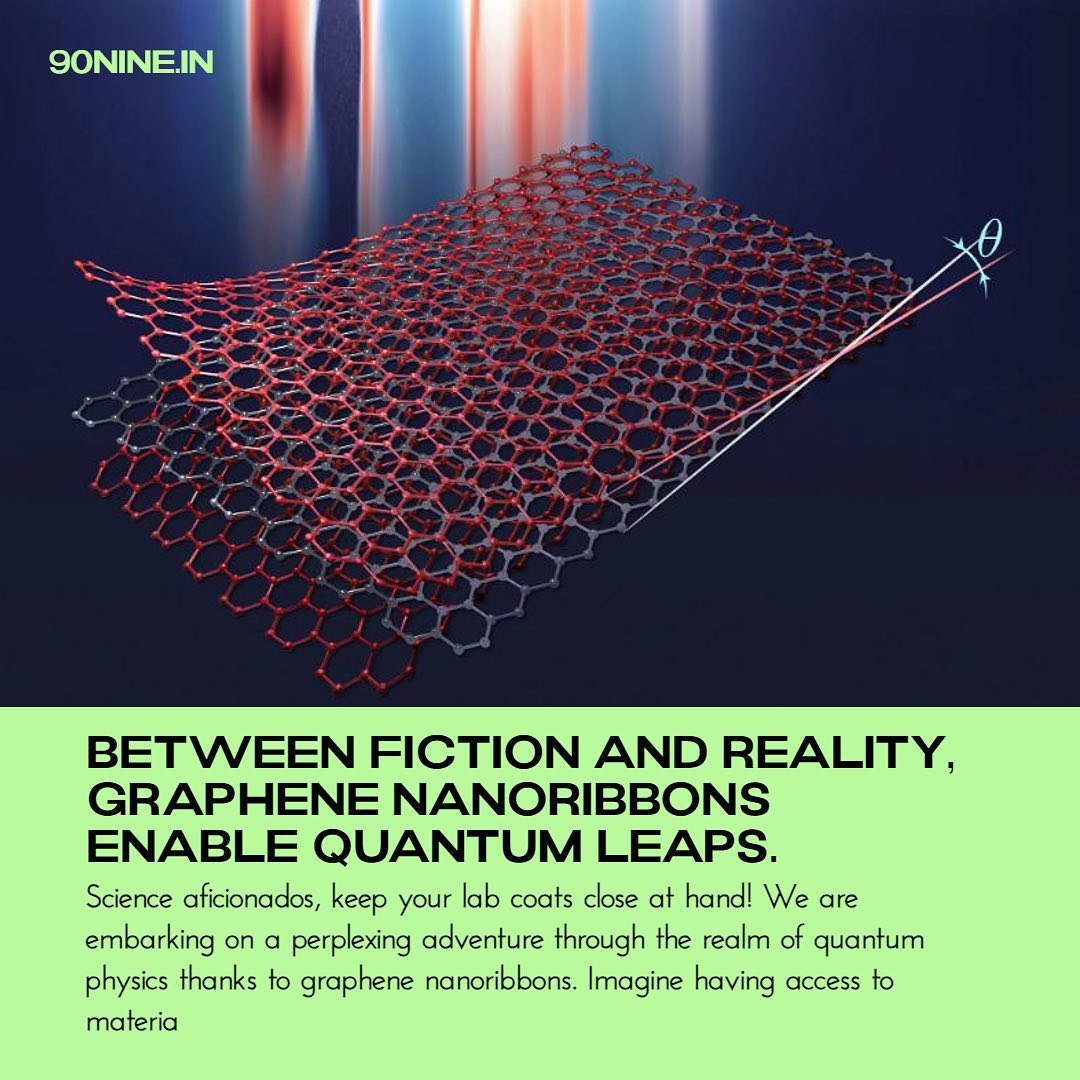 90NINE.IN
θ
BETWEEN FICTION AND REALITY,
GRAPHENE NANORIBBONS
ENABLE QUANTUM LEAPS.
Science aficionados, keep your lab coats close at hand! We are
embarking on a perplexing adventure through the realm of quantum
physics thanks to graphene nanoribbons. Imagine having access to
materia